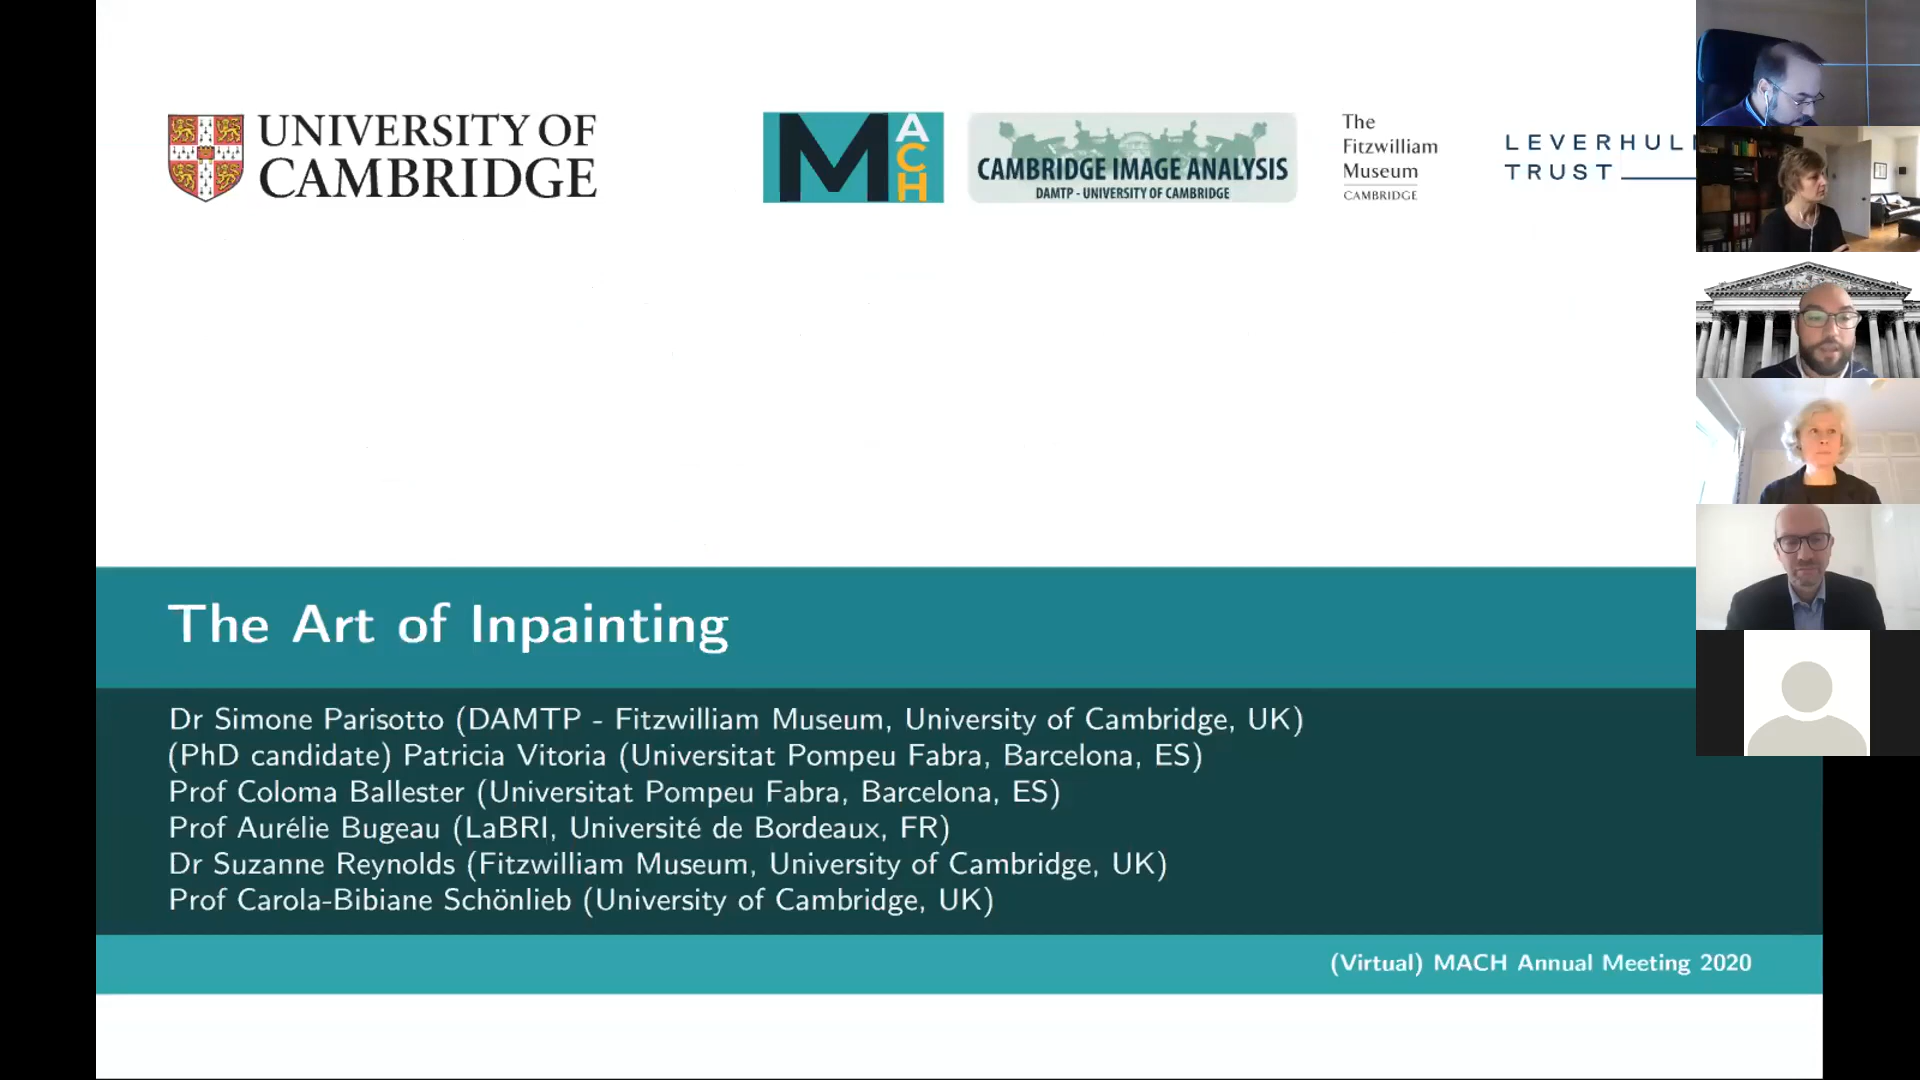 UNIVERSITY OF
CAMBRIDGE
MACH
CAMBRIDGE IMAGE ANALYSIS
DAMTP - UNIVERSITY OF CAMBRIDGE
The
Fitzwilliam
Museum
CAMBRIDGE
LEVERHUL
TRUST
The Art of Inpainting
Dr Simone Parisotto (DAMTP - Fitzwilliam Museum, University of Cambridge, UK)
(PhD candidate) Patricia Vitoria (Universitat Pompeu Fabra, Barcelona, ES)
Prof Coloma Ballester (Universitat Pompeu Fabra, Barcelona, ES)
Prof Aurélie Bugeau (LaBRI, Université de Bordeaux, FR)
Dr Suzanne Reynolds (Fitzwilliam Museum, University of Cambridge, UK)
Prof Carola-Bibiane Schönlieb (University of Cambridge, UK)
(Virtual) MACH Annual Meeting 2020